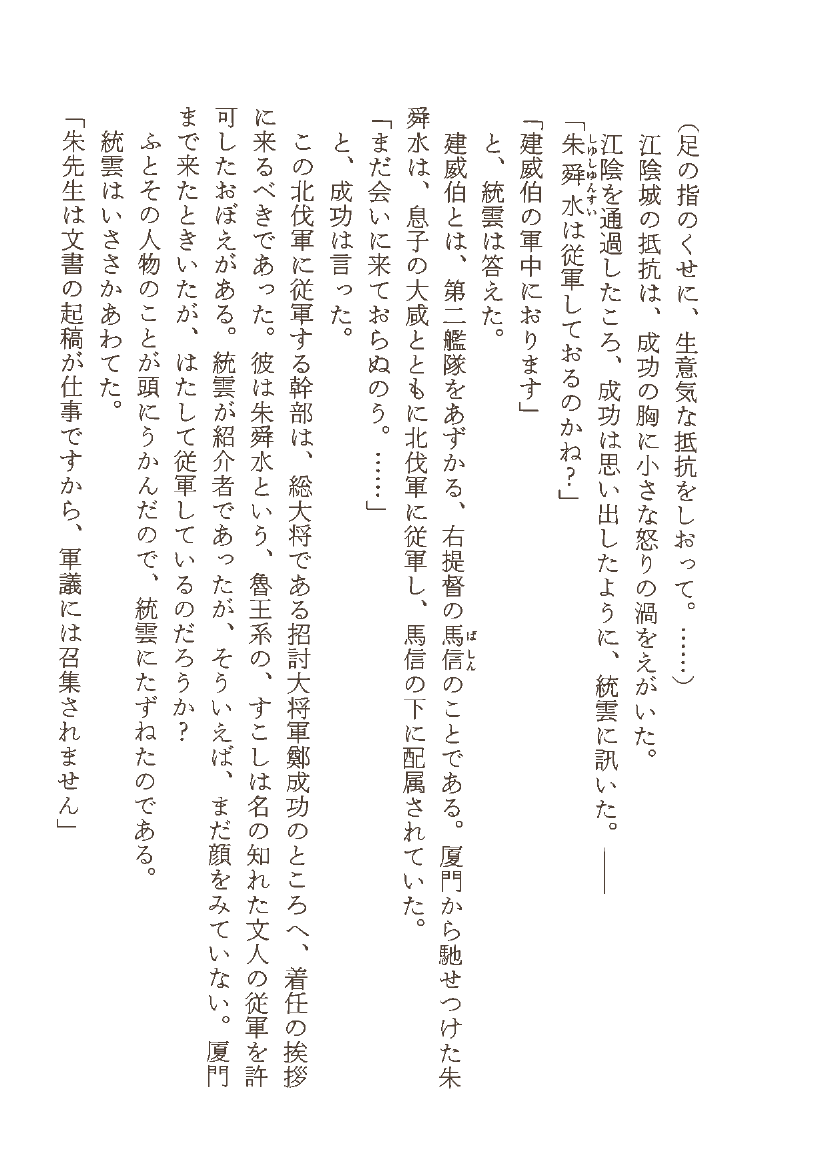 （足の指のくせに、生意気な抵抗をしおって。……）
江陰城の抵抗は、成功の胸に小さな怒りの渦をえがいた。
江陰を通過したころ、成功は思い出したように、統雲に訊いた。――
「朱舜水は従軍しておるのかね？」
「建威伯の軍中におります」
と、統雲は答えた。
建威伯とは、第二艦隊をあずかる、右提督の馬信のことである。厦門から馳せつけた朱
舜水は、息子の大咸とともに北伐軍に従軍し、馬信の下に配属されていた。
「まだ会いに来ておらぬのう。……」
と、成功は言った。
この北伐軍に従軍する幹部は、総大将である招討大将軍鄭成功のところへ、着任の挨拶
に来るべきであった。彼は朱舜水という、魯王系の、すこしは名の知れた文人の従軍を許
可したおぼえがある。統雲が紹介者であったが、そういえば、まだ顔をみていない。厦門
まで来たときいたが、はたして従軍しているのだろうか？
ふとその人物のことが頭にうかんだので、統雲にたずねたのである。
統雲はいささかあわてた。
「朱先生は文書の起稿が仕事ですから、軍議には召集されません」